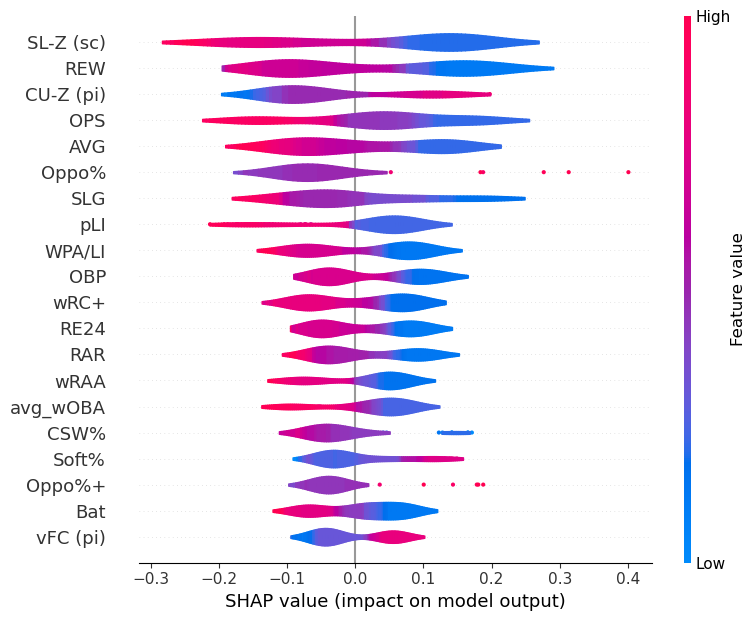 High
SL-Z (sc)
REW
CU-Z (pi)
OPS
AVG
Oppo%
SLG
pLI
WPA/LI
OBP
wRC+
RE24
RAR
wRAA
avg_wOBA
CSW%
Soft%
Oppo%+
Bat
vFC (pi)
Feature value
Low
−0.3 −0.2 −0.1 0.0 0.1 0.2 0.3 0.4
SHAP value (impact on model output)